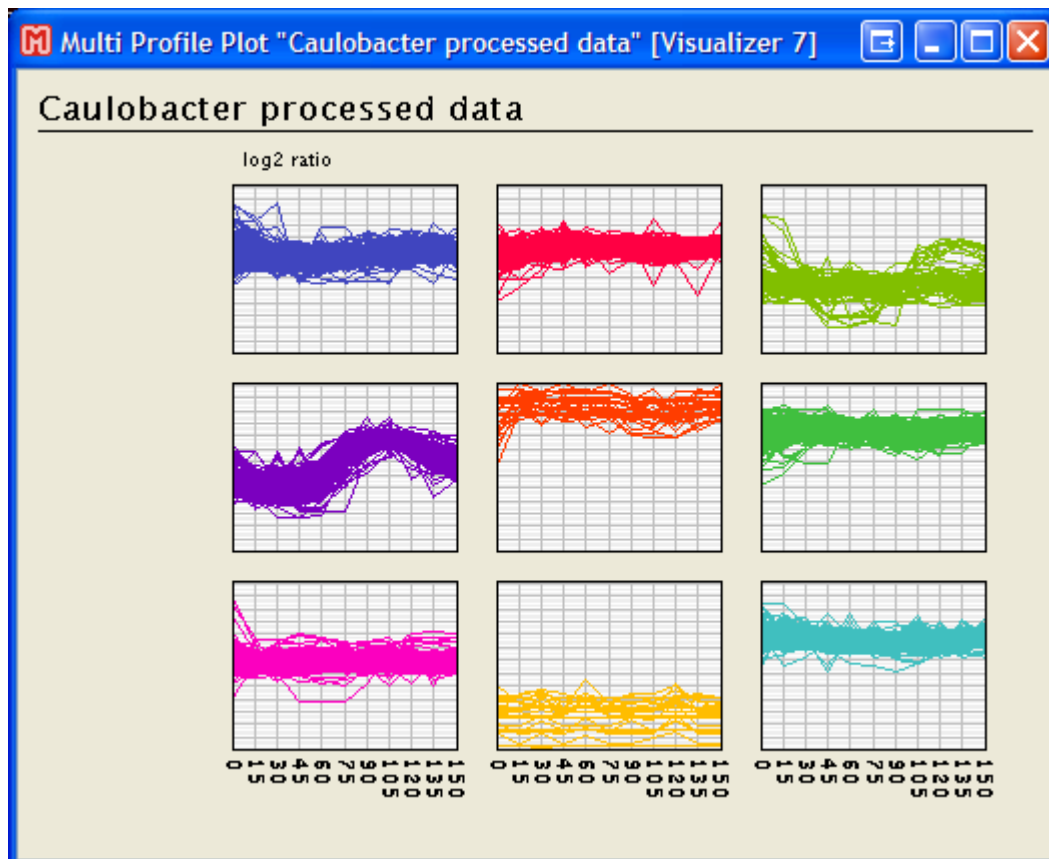 Multi Profile Plot "Caulobacter processed data" [Visualizer 7]
Caulobacter processed data
log2 ratio
0 15 30 45 60 75 90 105 120 135 150
0 15 30 45 60 75 90 105 120 135 150
0 15 30 45 60 75 90 105 120 135 150